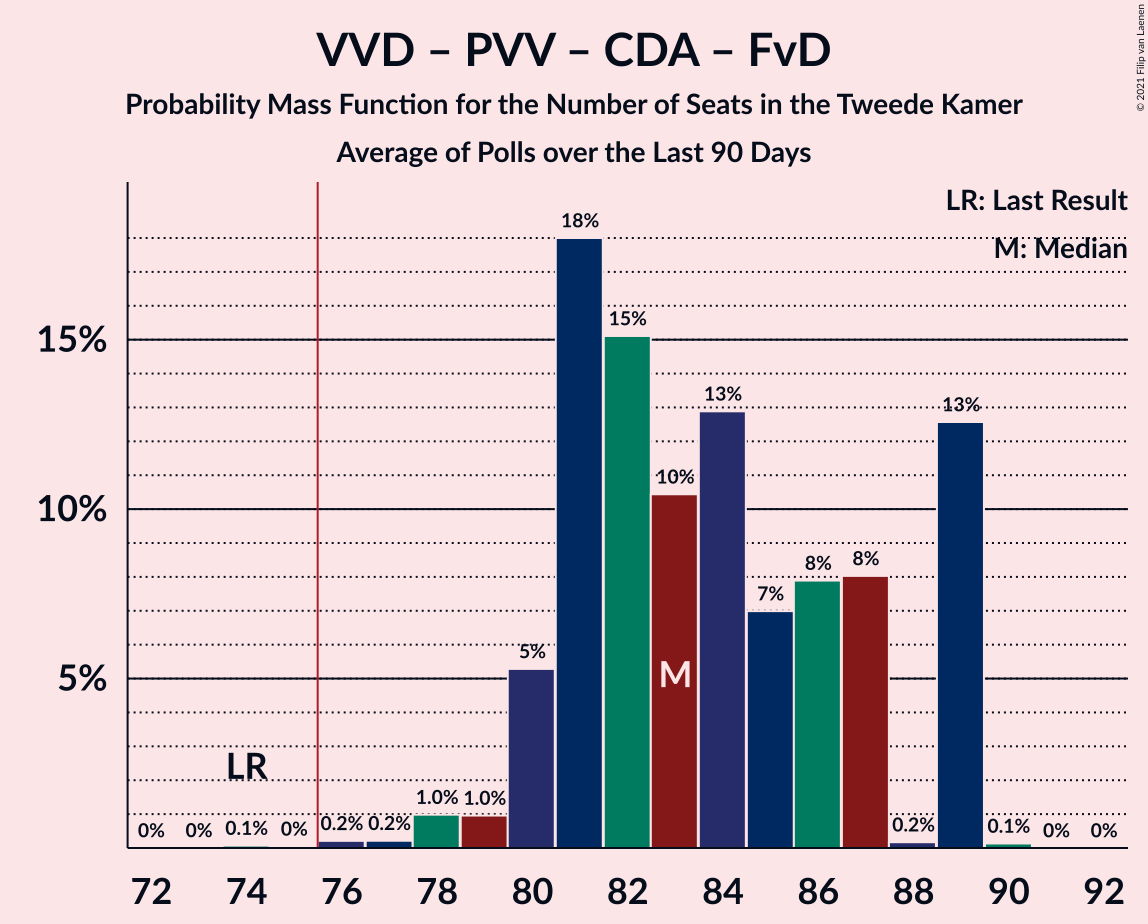 VVD – PVV – CDA – FvD
Probability Mass Function for the Number of Seats in the Tweede Kamer
Average of Polls over the Last 90 Days
© 2021 Filip van Laenen
LR: Last Result
M: Median
15%
10%
5%
0%
0%
0.1%
0%
0.2%
0.2%
1.0%
1.0%
5%
18%
15%
10%
13%
7%
8%
8%
0.2%
13%
0.1%
0%
0%
LR
M
72 74 76 78 80 82 84 86 88 90 92